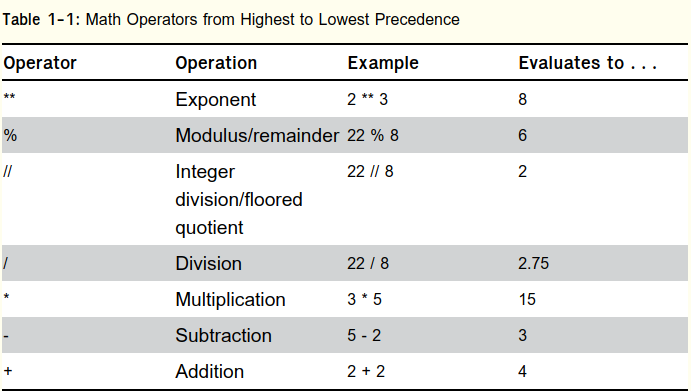 Table 1-1: Math Operators from Highest to Lowest Precedence
Operator Operation Example Evaluates to . . .
** Exponent 2 ** 3 8
% Modulus/remainder 22 % 8 6
// Integer 22 // 8 2
division/floored
quotient
/ Division 22 / 8 2.75
* Multiplication 3 * 5 15
- Subtraction 5 - 2 3
+ Addition 2 + 2 4